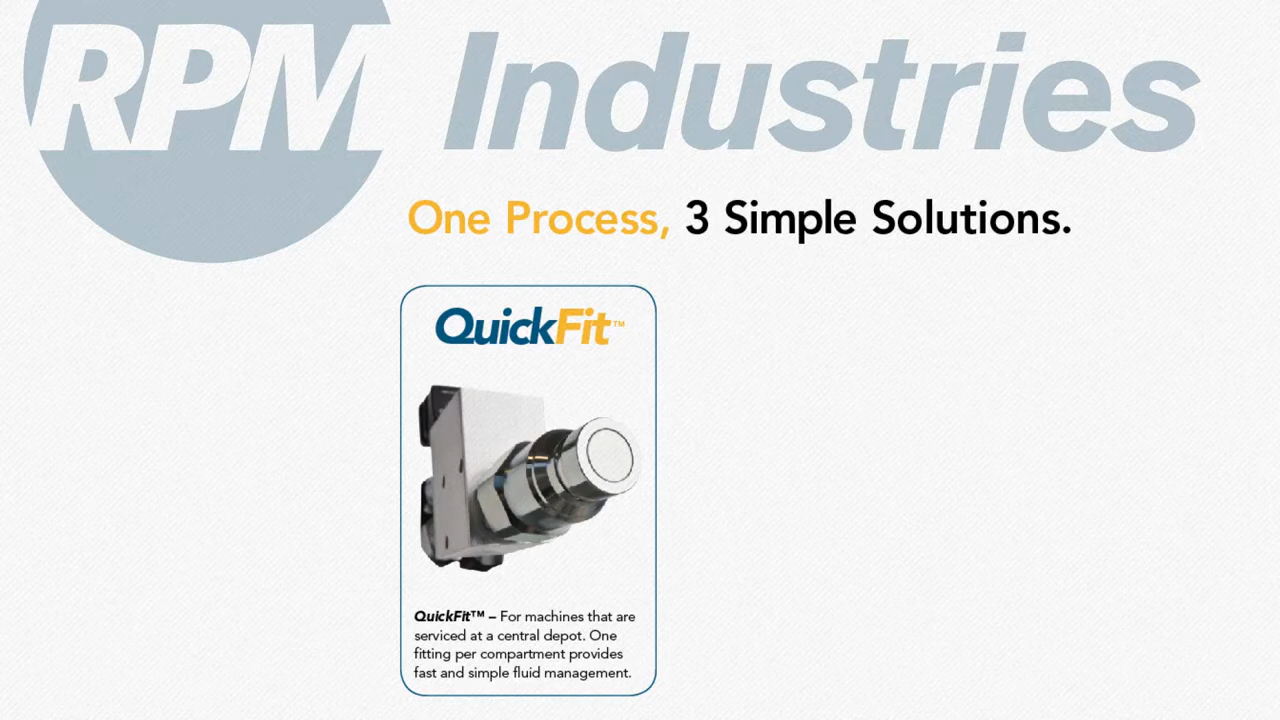 RPM Industries
One Process, 3 Simple Solutions.
QuickFit™
QuickFit™ – For machines that are
serviced at a central depot. One
fitting per compartment provides
fast and simple fluid management.